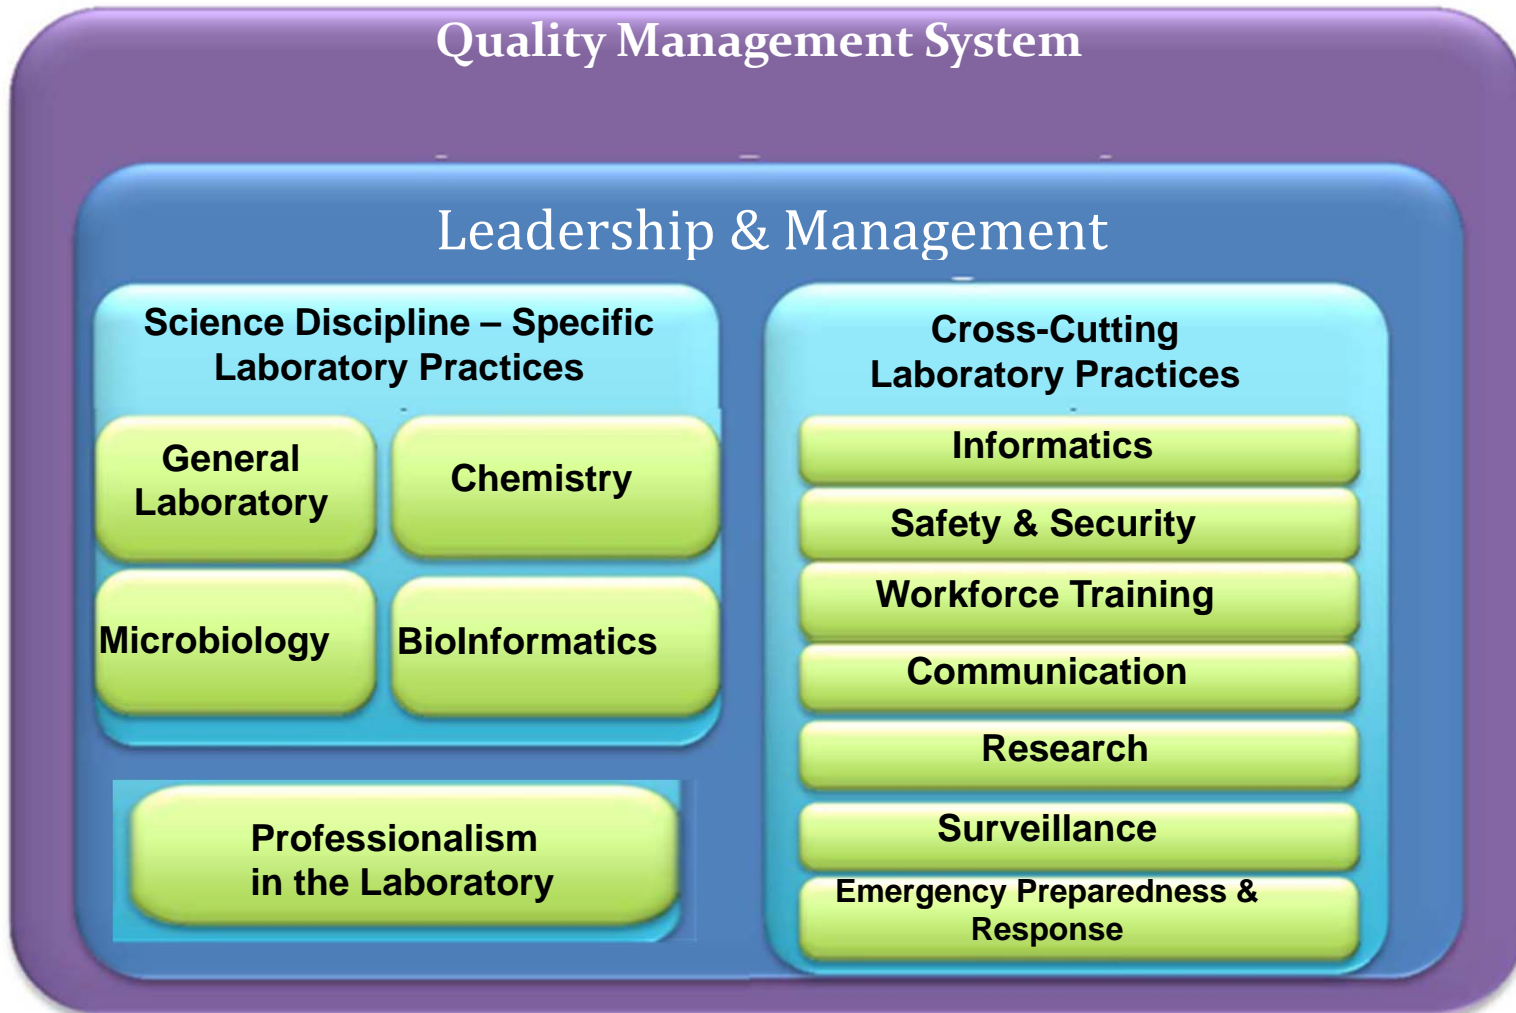 Quality Management System
Leadership & Management
Science Discipline – Specific
Laboratory Practices
General
Laboratory
Chemistry
Microbiology
BioInformatics
Professionalism
in the Laboratory
Cross-Cutting
Laboratory Practices
Informatics
Safety & Security
Workforce Training
Communication
Research
Surveillance
Emergency Preparedness &
Response